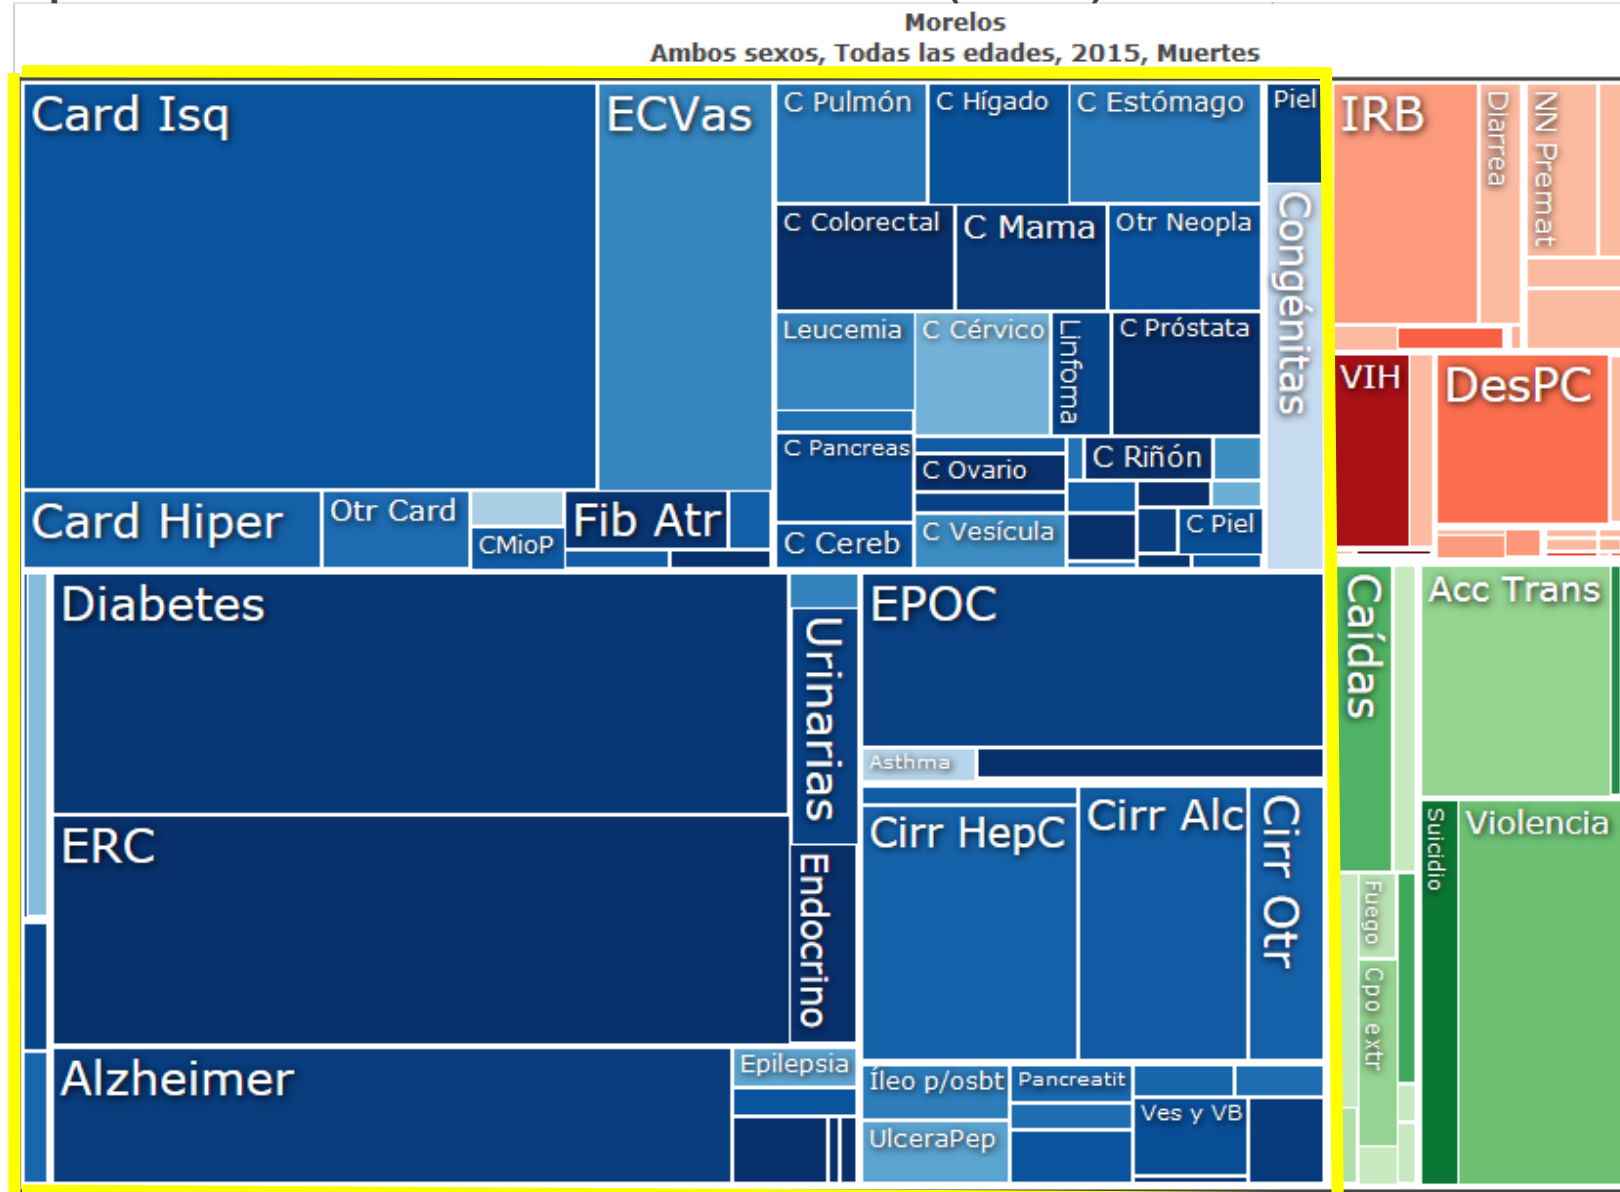 Morelos
Ambos sexos, Todas las edades, 2015, Muertes
Card Isq
ECVas
C Pulmón
C Hígado
C Estómago
Piel
C Colorectal
C Mama
Otr Neopla
Congénitas
Leucemia
C Cérvico
Linfoma
C Próstata
C Pancreas
C Ovario
C Riñón
C Cereb
C Vesícula
C Piel
Card Hiper
Otr Card
CMioP
Fib Atr
Diabetes
Urinarias
EPOC
Asthma
ERC
Endocrino
Cirr HepC
Cirr Alc
Cirr Otr
Alzheimer
Epilepsia
Íleo p/osbt
Pancreatit
Ves y VB
UlceraPep
IRB
Diarrea
NN Premat
VIH
DesPC
Caídas
Acc Trans
Suicidio
Violencia
Fuego
Cpo extr